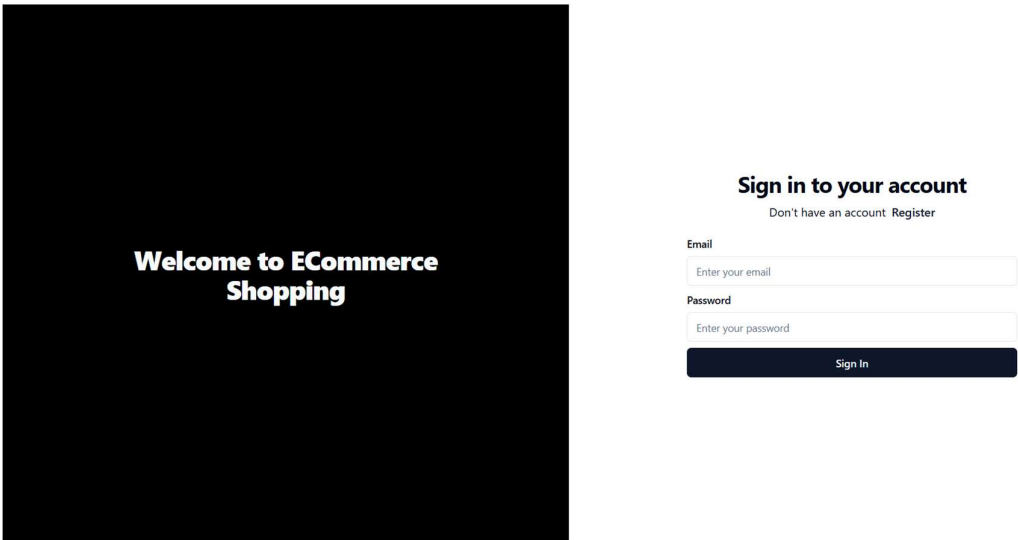 Welcome to ECommerce
Shopping
Sign in to your account
Don't have an account Register
Email
Enter your email
Password
Enter your password
Sign In